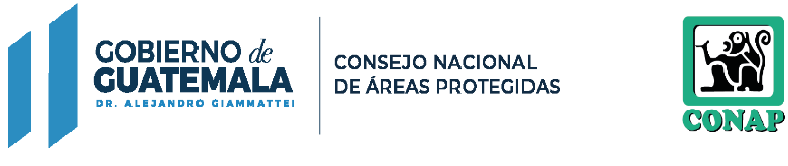 GOBIERNO de
GUATEMALA
DR. ALEJANDRO GIAMMATTEI
CONSEJO NACIONAL
DE ÁREAS PROTEGIDAS
CONAP